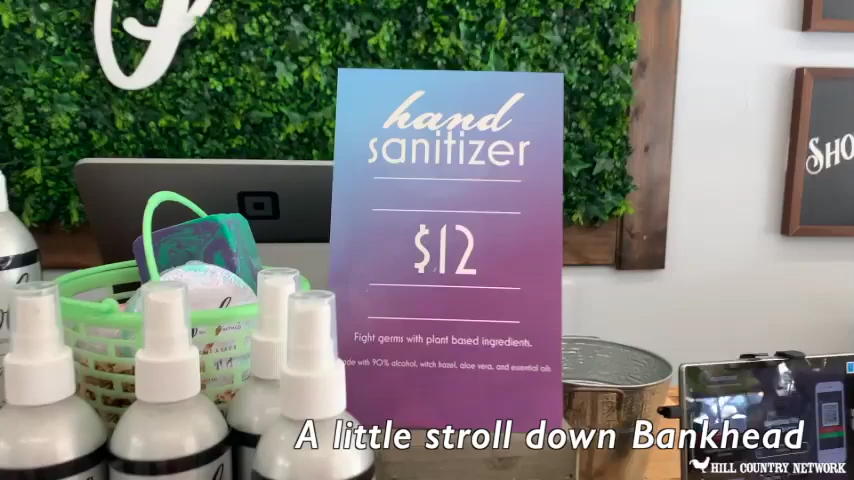 hand
sanitizer
$12
Fight germs with plant based ingredients.
ade with 90% alcohol, witch hazel, aloe vera, and essential oils
SHO
A little stroll down Bankhead
HILL COUNTRY NETWORK